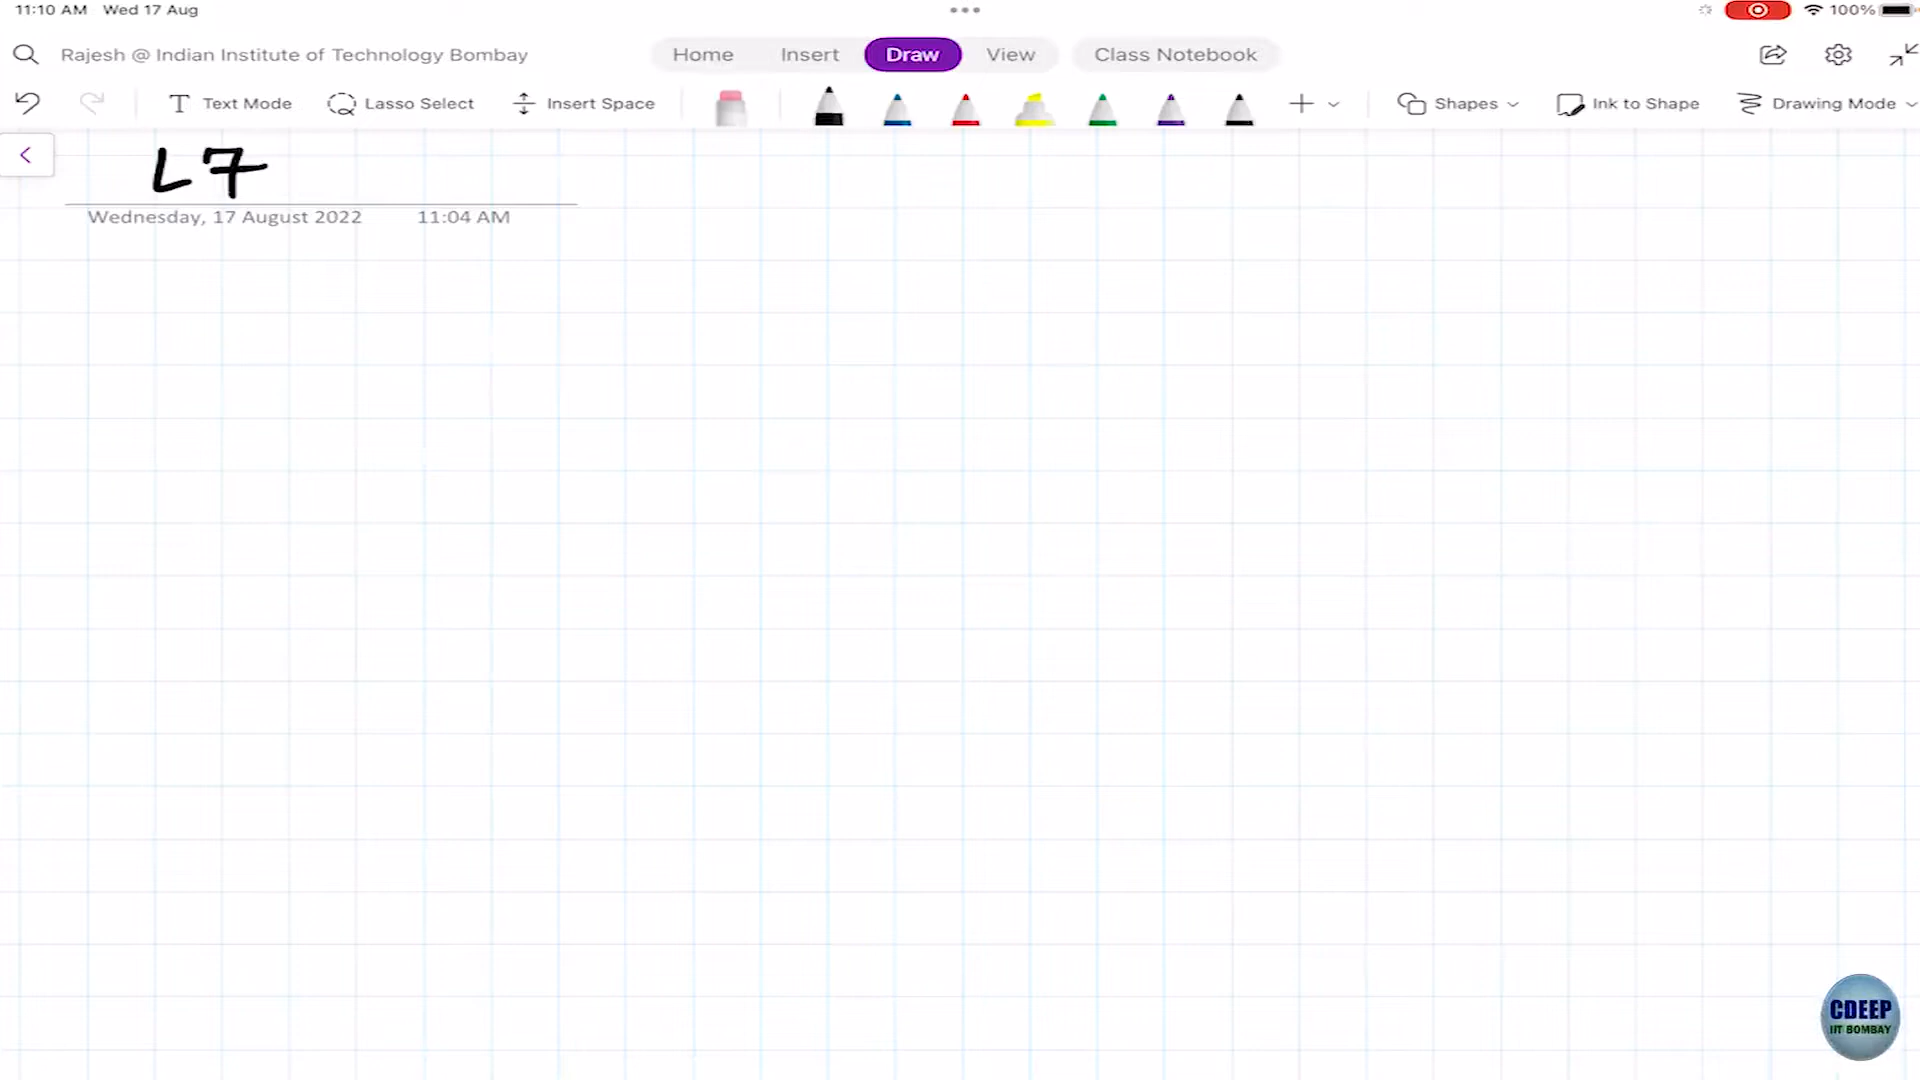 11:10 AM Wed 17 Aug
100%
Rajesh @ Indian Institute of Technology Bombay
Home Insert Draw View Class Notebook
Text Mode Lasso Select Insert Space Shapes Ink to Shape Drawing Mode
L7
Wednesday, 17 August 2022 11:04 AM
CDEEP
IIT BOMBAY